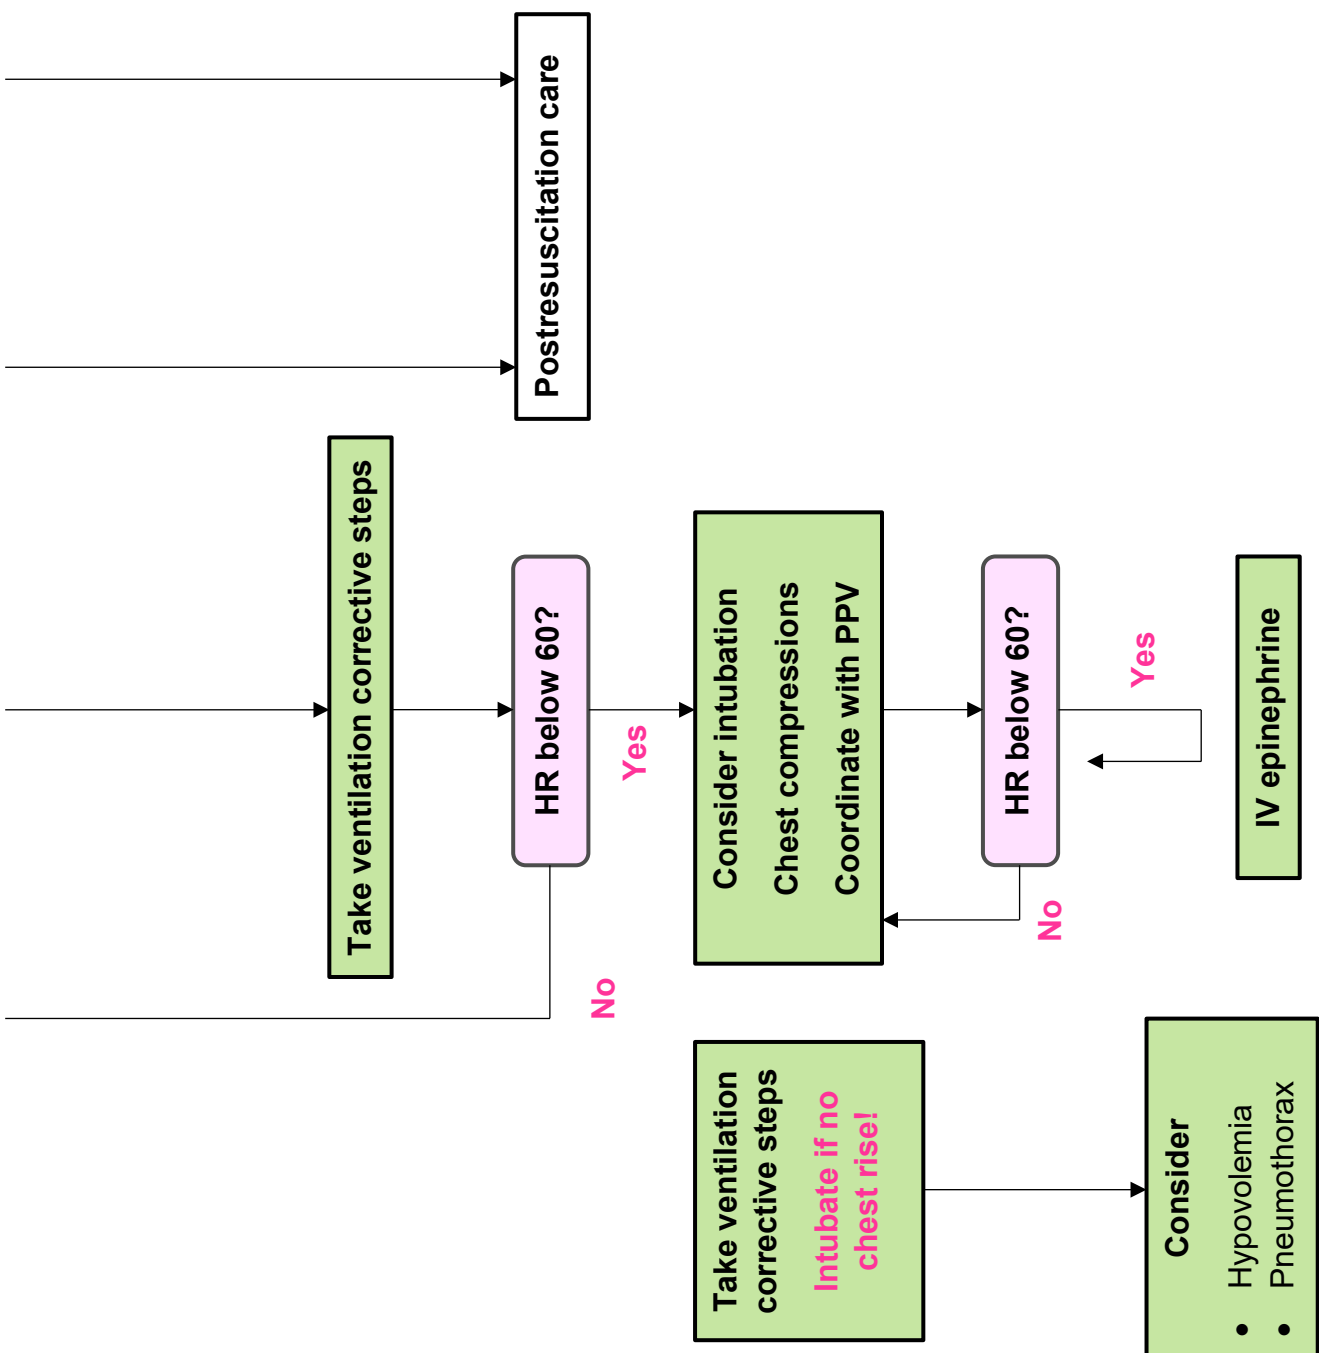 Postresuscitation care
Take ventilation corrective steps
HR below 60?
No
Yes
Consider intubation
Chest compressions
Coordinate with PPV
HR below 60?
No
Yes
IV epinephrine
Take ventilation
corrective steps
Intubate if no
chest rise!
Consider
• Hypovolemia
• Pneumothorax